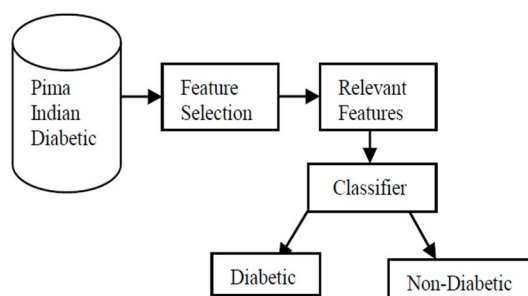 Pima
Indian
Diabetic
Feature
Selection
Relevant
Features
Classifier
Diabetic
Non-Diabetic